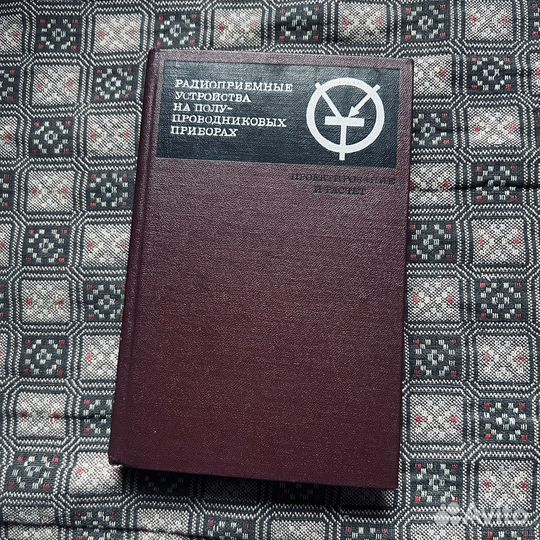 РАДИОПРИЕМНЫЕ
УСТРОЙСТВА
НА ПОЛУ-
ПРОВОДНИКОВЫХ
ПРИБОРАХ
ПРОЕКТИРОВАНИЕ
И РАСЧЕТ
Avito